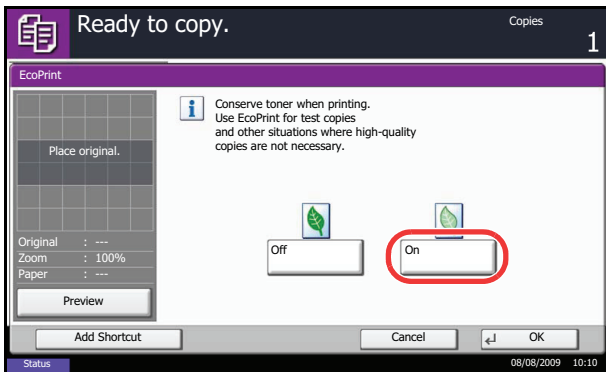 Ready to copy.
Copies
1
EcoPrint
Place original.
Original : ---
Zoom : 100%
Paper : ---
Preview
i
Conserve toner when printing.
Use EcoPrint for test copies
and other situations where high-quality
copies are not necessary.
Off
On
Add Shortcut
Cancel
OK
Status
08/08/2009 10:10